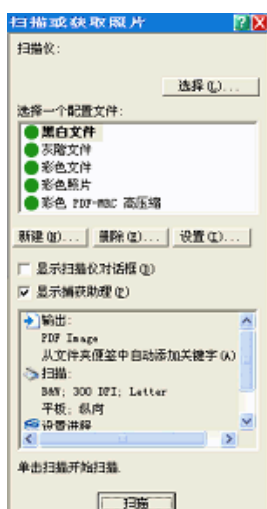 扫描或获取照片
扫描仪:
选择(L)...
选择一个配置文件:
黑白文件
灰阶文件
彩色文件
彩色照片
彩色 PDF-MRC 高压缩
新建(W)... 删除(E)... 设置(I)...
显示扫描仪对话框(D)
显示捕获助理(P)
输出:
PDF Image
从文件夹便签中自动添加关键字(A)
扫描:
B&W; 300 DPI; Letter
平板; 纵向
设置进程
单击扫描开始扫描.
扫描